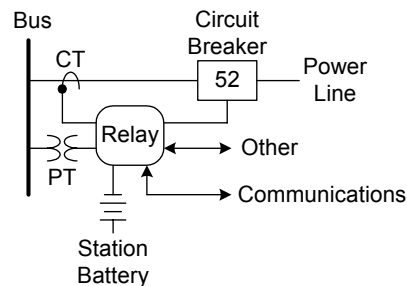 Bus
Circuit
Breaker
CT
52
Power
Line
Relay
Other
PT
Communications
Station
Battery